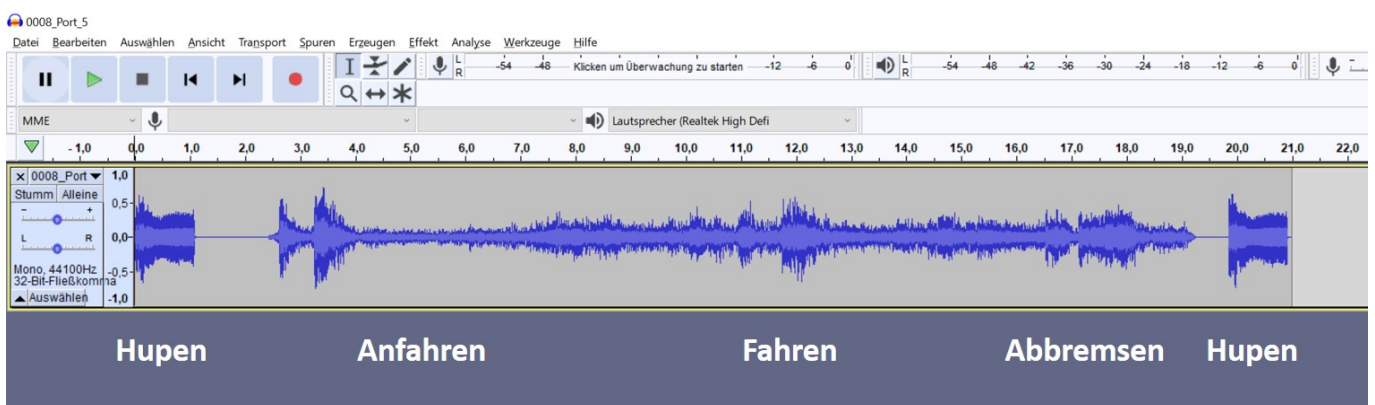 0008_Port_5
Datei Bearbeiten Auswählen Ansicht Transport Spuren Erzeugen Effekt Analyse Werkzeuge Hilfe
L R -54 -48 Klicken um Überwachung zu starten -12 -6 0 L R -54 -48 -42 -36 -30 -24 -18 -12 -6 0
MME Lautsprecher (Realtek High Defi
-1,0 0,0 1,0 2,0 3,0 4,0 5,0 6,0 7,0 8,0 9,0 10,0 11,0 12,0 13,0 14,0 15,0 16,0 17,0 18,0 19,0 20,0 21,0 22,0
x 0008_Port 1,0
Stumm Alleine
- + 0,5
L R 0,0
Mono, 44100Hz -0,5
32-Bit-Fließkomma
Auswählen -1,0
Hupen Anfahren Fahren Abbremsen Hupen